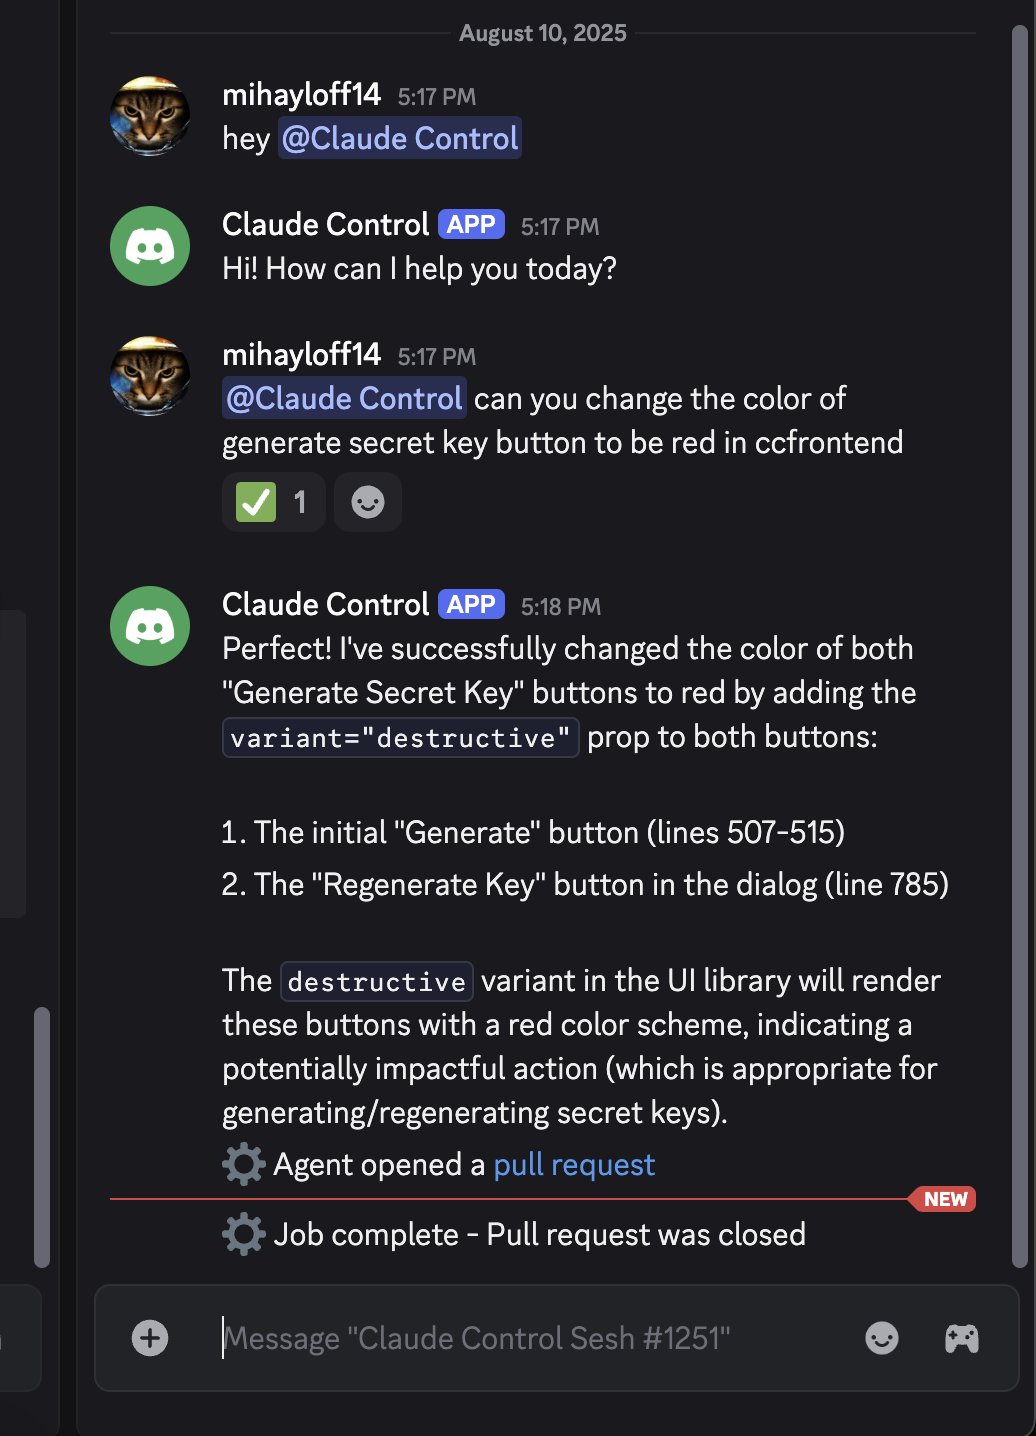 August 10, 2025
mihayloff14 5:17 PM
hey @Claude Control
Claude Control APP 5:17 PM
Hi! How can I help you today?
mihayloff14 5:17 PM
@Claude Control can you change the color of
generate secret key button to be red in ccfrontend
1
Claude Control APP 5:18 PM
Perfect! I've successfully changed the color of both
"Generate Secret Key" buttons to red by adding the
variant="destructive" prop to both buttons:
1. The initial "Generate" button (lines 507-515)
2. The "Regenerate Key" button in the dialog (line 785)
The destructive variant in the UI library will render
these buttons with a red color scheme, indicating a
potentially impactful action (which is appropriate for
generating/regenerating secret keys).
Agent opened a pull request
NEW
Job complete - Pull request was closed
Message "Claude Control Sesh #1251"